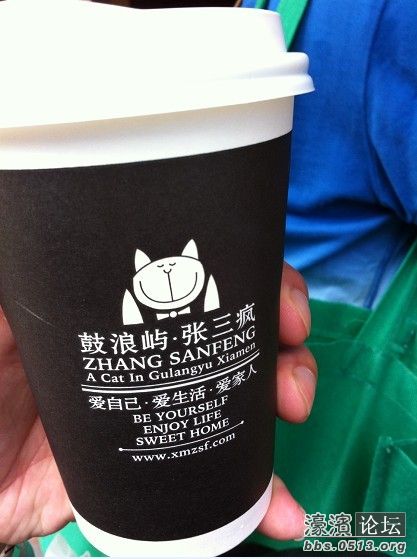 鼓浪屿·张三疯
ZHANG SANFENG
A Cat In Gulangyu Xiamen
爱自己·爱生活·爱家人
BE YOURSELF
ENJOY LIFE
SWEET HOME
www.xmzsf.com
濠濱论坛
bbs.0513.org